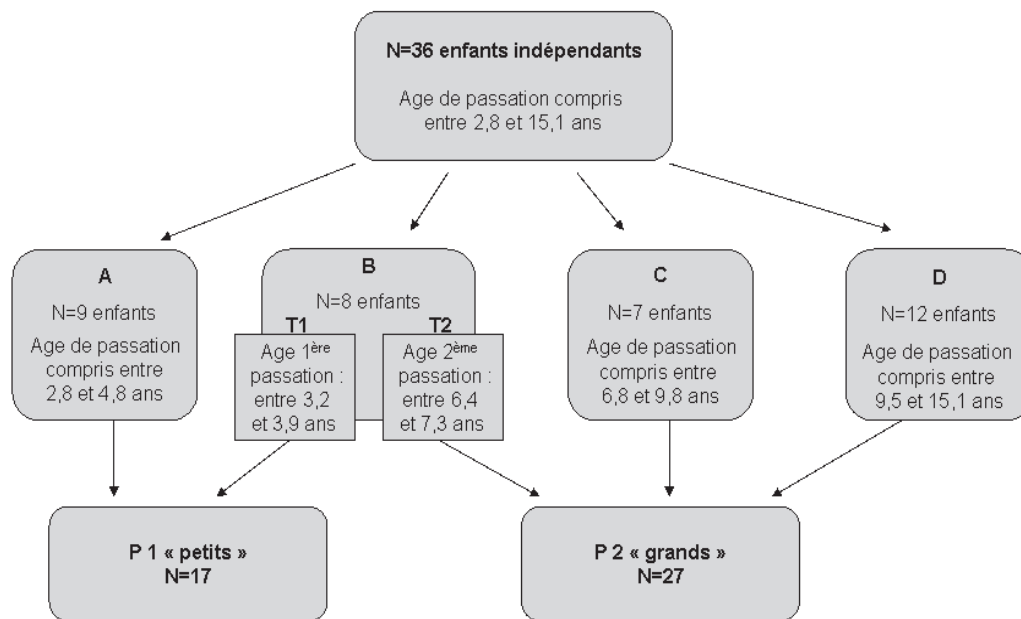 N=36 enfants indépendants
Age de passation compris
entre 2,8 et 15,1 ans
A
N=9 enfants
Age de passation
compris entre
2,8 et 4,8 ans
B
N=8 enfants
T1
Age 1ère
passation :
entre 3,2
et 3,9 ans
T2
Age 2ème
passation :
entre 6,4
et 7,3 ans
C
N=7 enfants
Age de passation
compris entre
6,8 et 9,8 ans
D
N=12 enfants
Age de passation
compris entre
9,5 et 15,1 ans
P 1 « petits »
N=17
P 2 « grands »
N=27